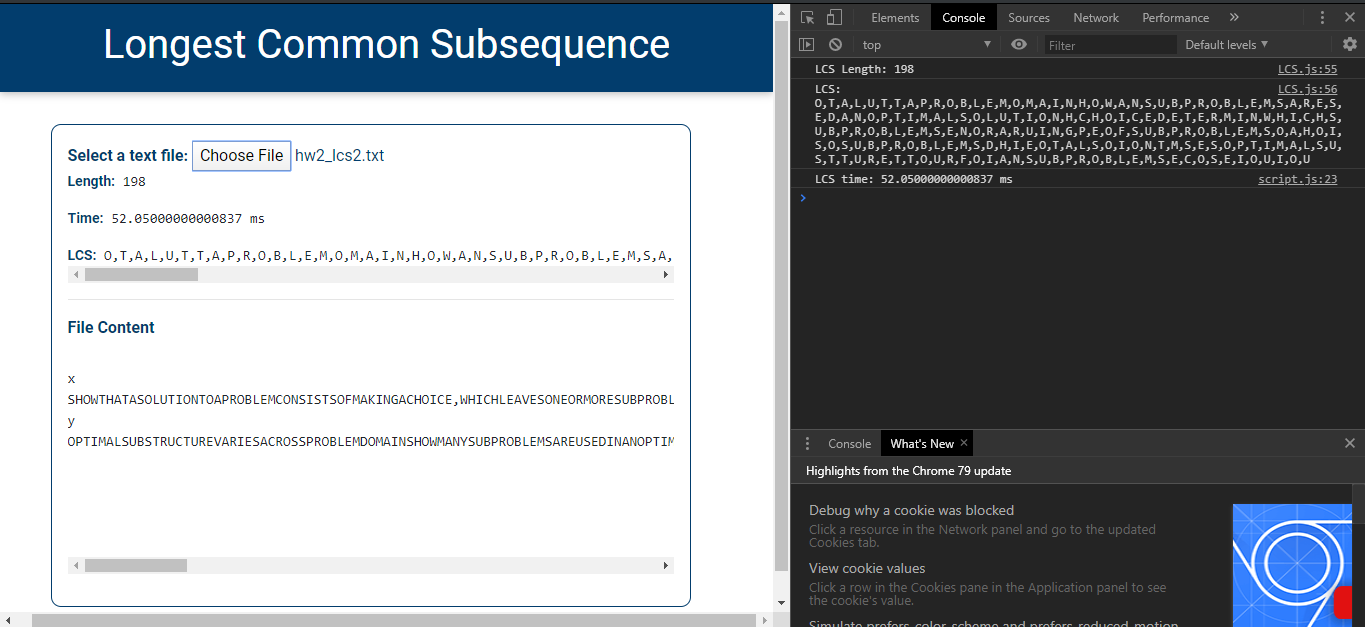 Longest Common Subsequence
Select a text file: Choose File hw2_lcs2.txt
Length: 198
Time: 52.05000000000837 ms
LCS: O,T,A,L,U,T,T,A,P,R,O,B,L,E,M,O,M,A,I,N,H,O,W,A,N,S,U,B,P,R,O,B,L,E,M,S,A,
File Content
x
SHOWTHATASOLUTIONTOAPROBLEMCONSISTSOFMAKINGACHOICE,WHICHLEAVESONEORMORESUBPROBL
y
OPTIMALSUBSTRUCTUREVARIESACROSSPROBLEMDOMAINSHOWMANYSUBPROBLEMSAREUSEDINANOPTIM
Elements Console Sources Network Performance »
top Filter Default levels
LCS Length: 198 LCS.js:55
LCS: LCS.js:56
O,T,A,L,U,T,T,A,P,R,O,B,L,E,M,O,M,A,I,N,H,O,W,A,N,S,U,B,P,R,O,B,L,E,M,S,A,R,E,S,
E,D,A,N,O,P,T,I,M,A,L,S,O,L,U,T,I,O,N,H,C,H,O,I,C,E,D,E,T,E,R,M,I,N,W,H,I,C,H,S,
U,B,P,R,O,B,L,E,M,S,E,N,O,R,A,R,U,I,N,G,P,E,O,F,S,U,B,P,R,O,B,L,E,M,S,O,A,H,O,I,
S,O,S,U,B,P,R,O,B,L,E,M,S,D,H,I,E,O,T,A,L,S,O,I,O,N,T,M,S,E,S,O,P,T,I,M,A,L,S,U,
S,T,T,U,R,E,T,T,O,U,R,F,O,I,A,N,S,U,B,P,R,O,B,L,E,M,S,E,C,O,S,E,I,O,U,I,O,U
LCS time: 52.05000000000837 ms script.js:23
Console What's New
Highlights from the Chrome 79 update
Debug why a cookie was blocked
Click a resource in the Network panel and go to the updated
Cookies tab.
View cookie values
Click a row in the Cookies pane in the Application panel to see
the cookie's value.
Simulate prefers-color-scheme and prefers-reduced-motion